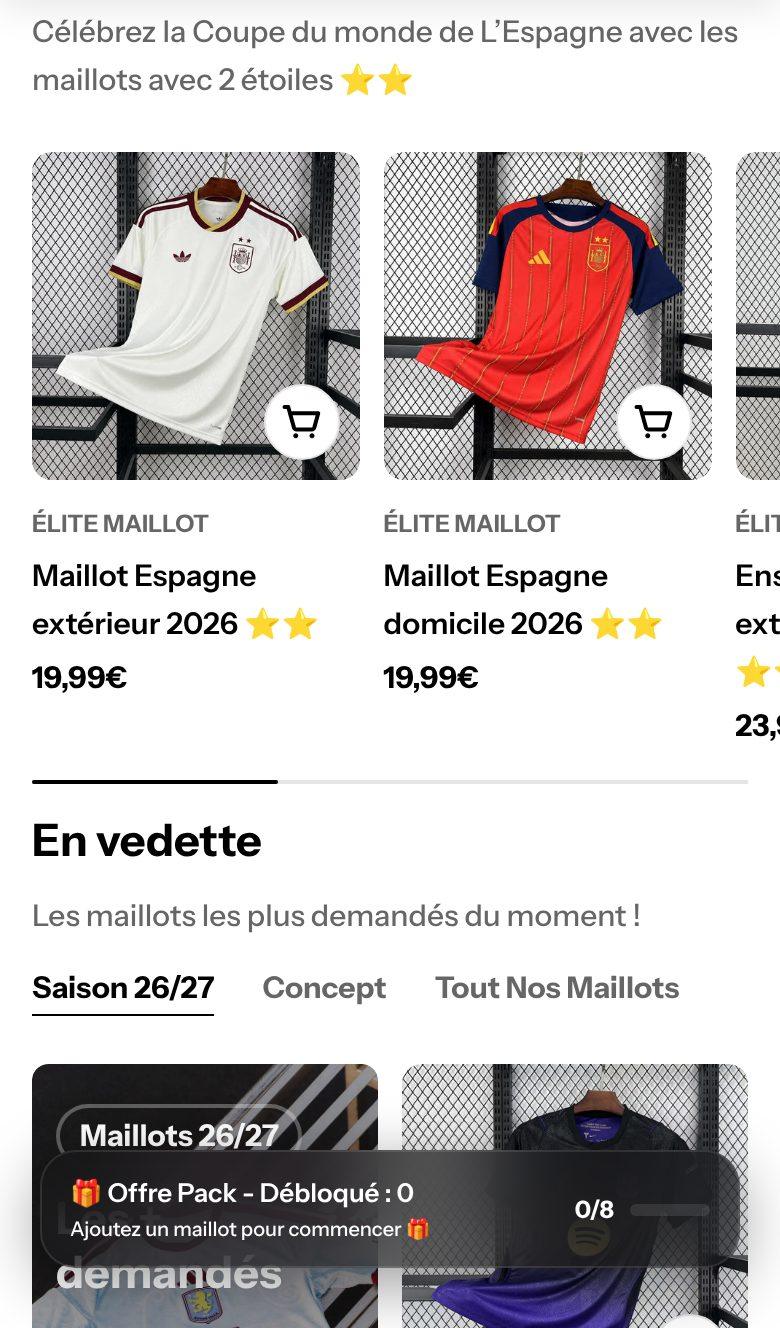 Célébrez la Coupe du monde de L’Espagne avec les
maillots avec 2 étoiles ⭐⭐
ÉLITE MAILLOT
Maillot Espagne
extérieur 2026 ⭐⭐
19,99€
ÉLITE MAILLOT
Maillot Espagne
domicile 2026 ⭐⭐
19,99€
En vedette
Les maillots les plus demandés du moment !
Saison 26/27 Concept Tout Nos Maillots
Maillots 26/27
🎁 Offre Pack - Débloqué : 0
0/8
Ajoutez un maillot pour commencer 🎁
demandés